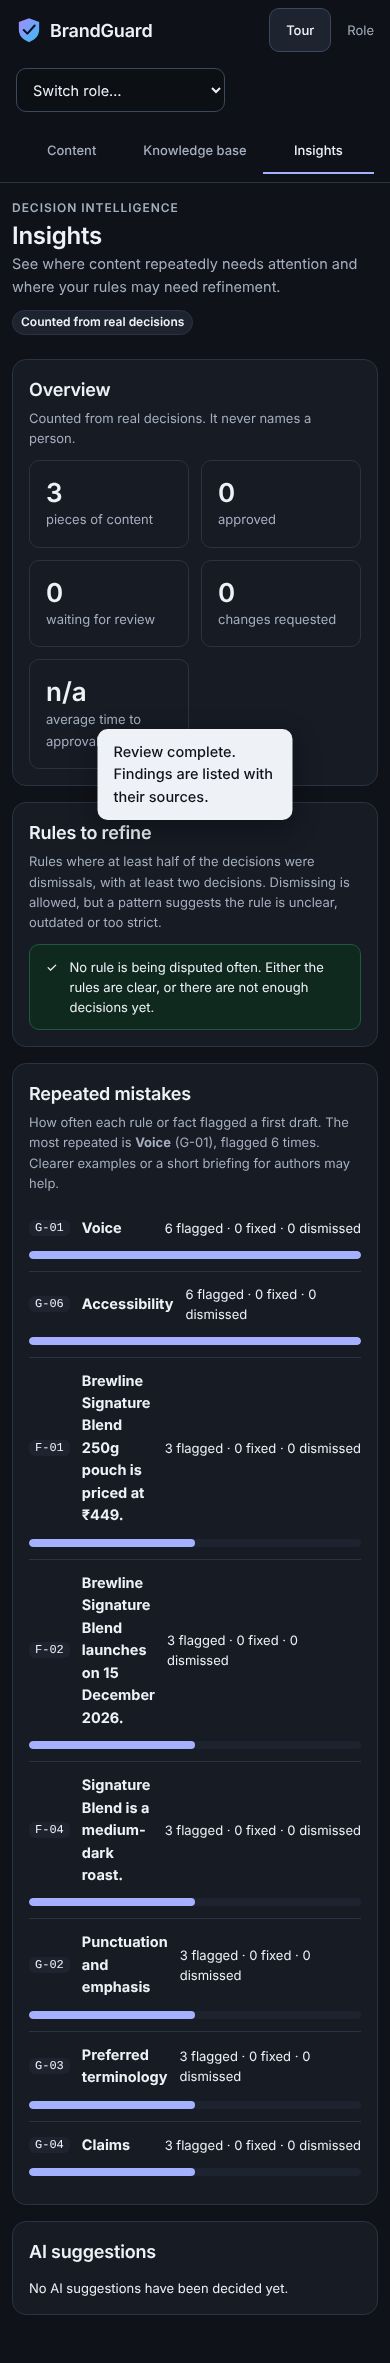 BrandGuard
Tour
Role
Switch role...
Content
Knowledge base
Insights
DECISION INTELLIGENCE
Insights
See where content repeatedly needs attention and
where your rules may need refinement.
Counted from real decisions
Overview
Counted from real decisions. It never names a
person.
3
pieces of content
0
approved
0
waiting for review
0
changes requested
n/a
average time to
approva
Review complete.
Findings are listed with
their sources.
Rules to refine
Rules where at least half of the decisions were
dismissals, with at least two decisions. Dismissing is
allowed, but a pattern suggests the rule is unclear,
outdated or too strict.
✓ No rule is being disputed often. Either the
rules are clear, or there are not enough
decisions yet.
Repeated mistakes
How often each rule or fact flagged a first draft. The
most repeated is Voice (G-01), flagged 6 times.
Clearer examples or a short briefing for authors may
help.
G-01 Voice 6 flagged · 0 fixed · 0 dismissed
G-06 Accessibility 6 flagged · 0 fixed · 0
dismissed
F-01
Brewline
Signature
Blend
250g
pouch is
priced at
₹449.
3 flagged · 0 fixed · 0 dismissed
F-02
Brewline
Signature
Blend
launches
on 15
December
2026.
3 flagged · 0 fixed · 0
dismissed
F-04
Signature
Blend is a
medium-
dark
roast.
3 flagged · 0 fixed · 0 dismissed
G-02
Punctuation
and
emphasis
3 flagged · 0 fixed · 0
dismissed
G-03
Preferred
terminology
3 flagged · 0 fixed · 0
dismissed
G-04 Claims 3 flagged · 0 fixed · 0 dismissed
AI suggestions
No AI suggestions have been decided yet.